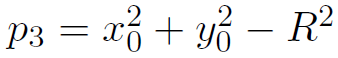 p_3 = x_0^2 + y_0^2 - R^2